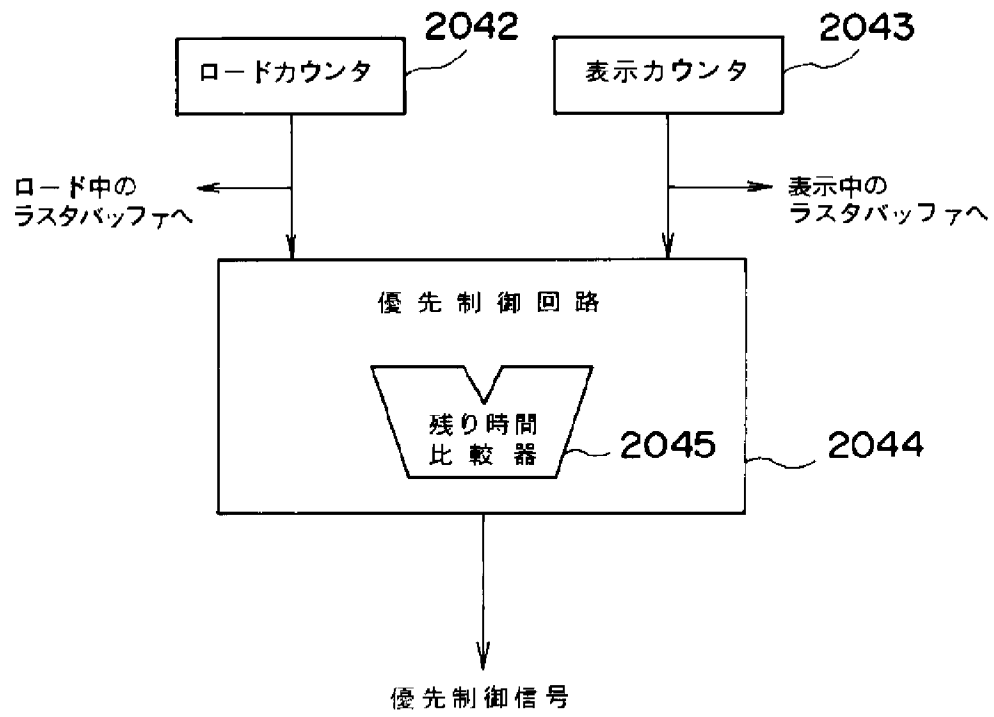 2042
2043
ロードカウンタ
表示カウンタ
ロード中の
ラスタバッファへ
表示中の
ラスタバッファへ
優先制御回路
残り時間
比較器
2045
2044
優先制御信号